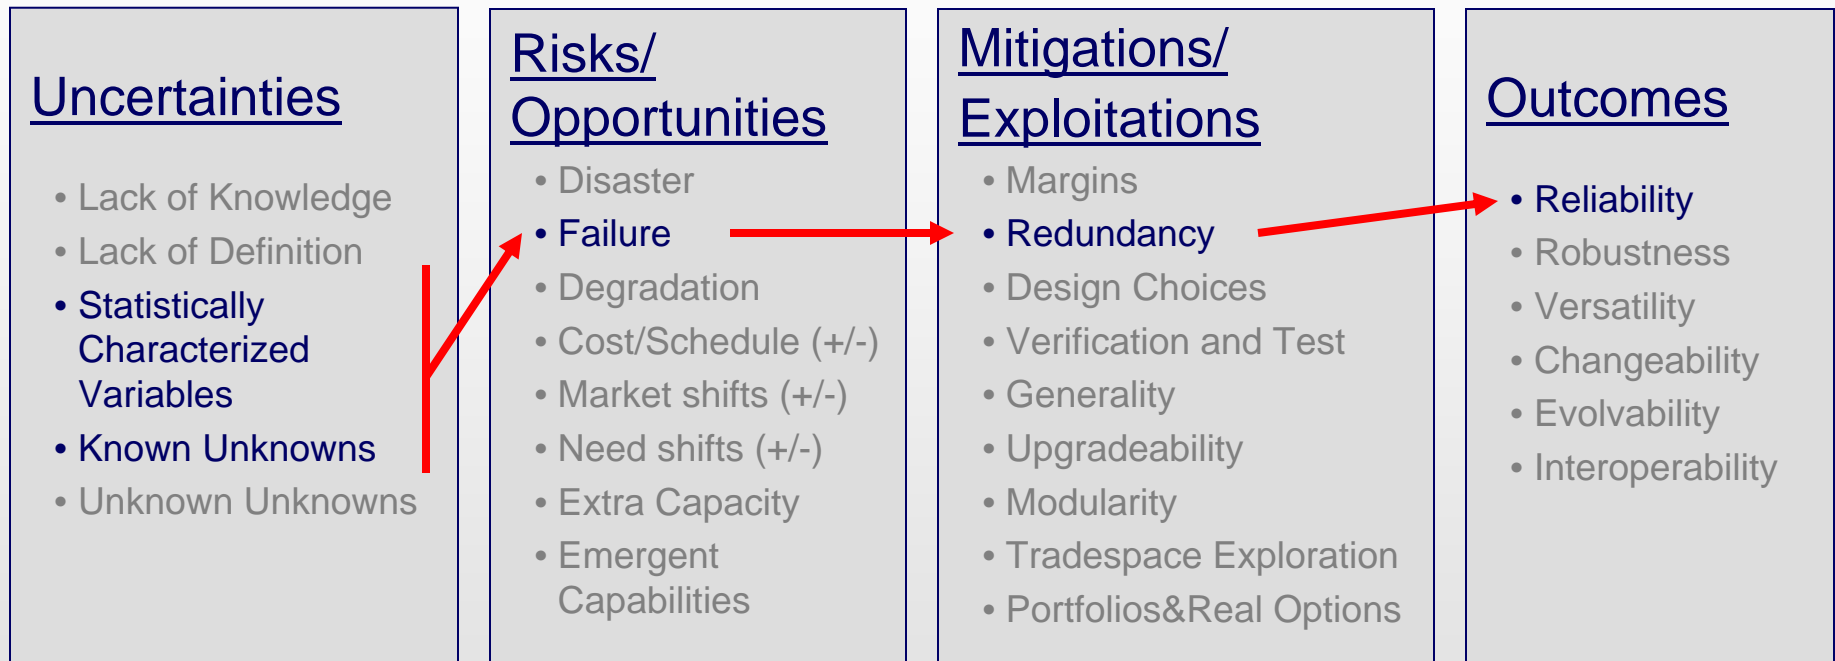 Uncertainties
• Lack of Knowledge
• Lack of Definition
• Statistically
Characterized
Variables
• Known Unknowns
• Unknown Unknowns
Risks/
Opportunities
• Disaster
• Failure
• Degradation
• Cost/Schedule (+/-)
• Market shifts (+/-)
• Need shifts (+/-)
• Extra Capacity
• Emergent
Capabilities
Mitigations/
Exploitations
• Margins
• Redundancy
• Design Choices
• Verification and Test
• Generality
• Upgradeability
• Modularity
• Tradespace Exploration
• Portfolios&Real Options
Outcomes
• Reliability
• Robustness
• Versatility
• Changeability
• Evolvability
• Interoperability